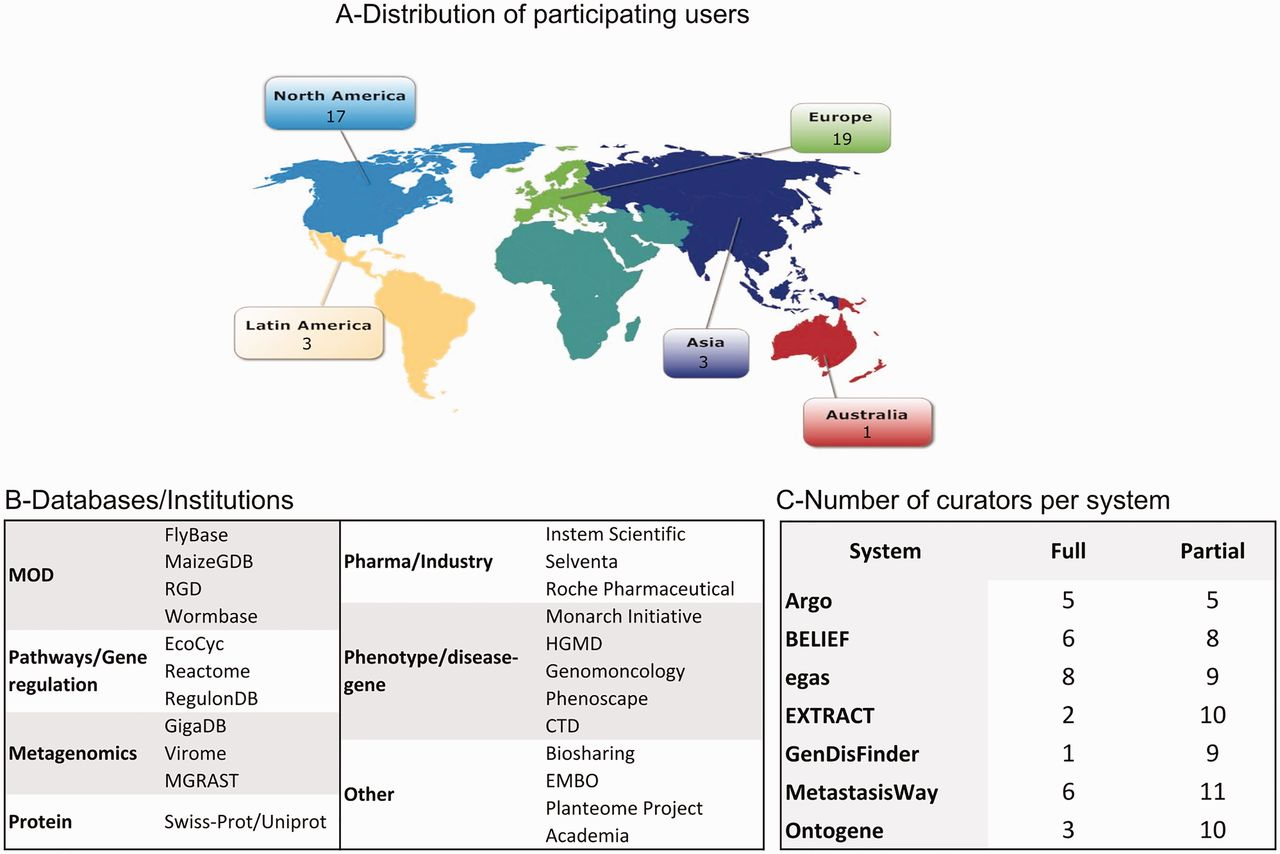 A-Distribution of participating users
North America
17
Europe
19
Latin America
3
Asia
3
Australia
1
B-Databases/Institutions
MOD
FlyBase
MaizeGDB
RGD
Wormbase
Pathways/Gene
regulation
EcoCyc
Reactome
RegulonDB
Metagenomics
GigaDB
Virome
MGRAST
Protein
Swiss-Prot/Uniprot
Pharma/Industry
Instem Scientific
Selventa
Roche Pharmaceutical
Phenotype/disease-
gene
Monarch Initiative
HGMD
Genomoncology
Phenoscape
CTD
Other
Biosharing
EMBO
Planteome Project
Academia
C-Number of curators per system
System Full Partial
Argo 5 5
BELIEF 6 8
egas 8 9
EXTRACT 2 10
GenDisFinder 1 9
MetastasisWay 6 11
Ontogene 3 10